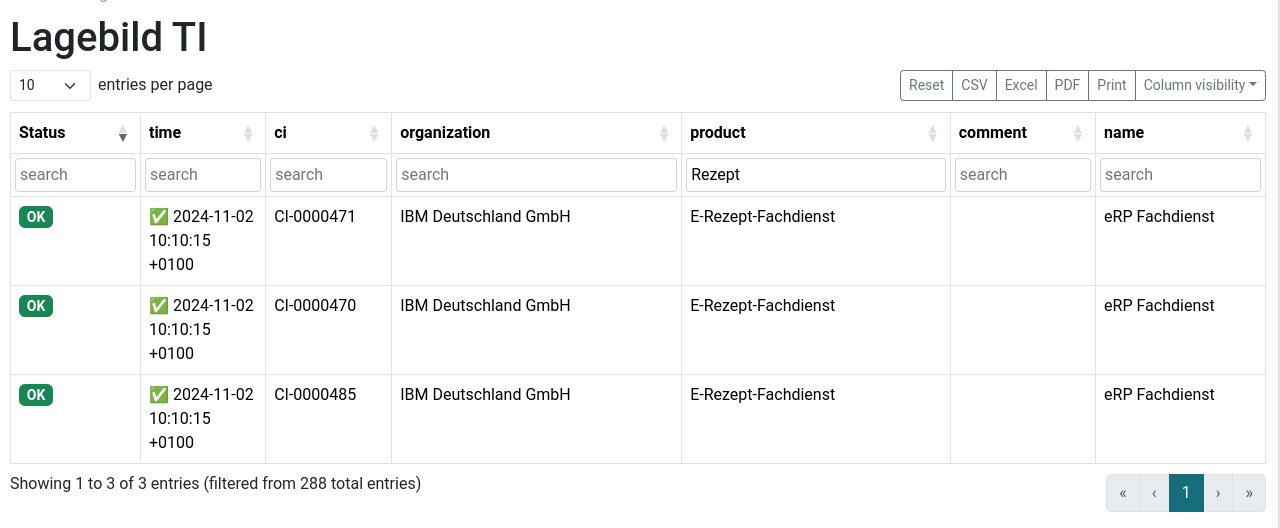 Lagebild TI
10 entries per page
Reset CSV Excel PDF Print Column visibility
Status time ci organization product comment name
search search search search Rezept search search
OK ✅ 2024-11-02 10:10:15 +0100 CI-0000471 IBM Deutschland GmbH E-Rezept-Fachdienst eRP Fachdienst
OK ✅ 2024-11-02 10:10:15 +0100 CI-0000470 IBM Deutschland GmbH E-Rezept-Fachdienst eRP Fachdienst
OK ✅ 2024-11-02 10:10:15 +0100 CI-0000485 IBM Deutschland GmbH E-Rezept-Fachdienst eRP Fachdienst
Showing 1 to 3 of 3 entries (filtered from 288 total entries)
« ‹ 1 › »